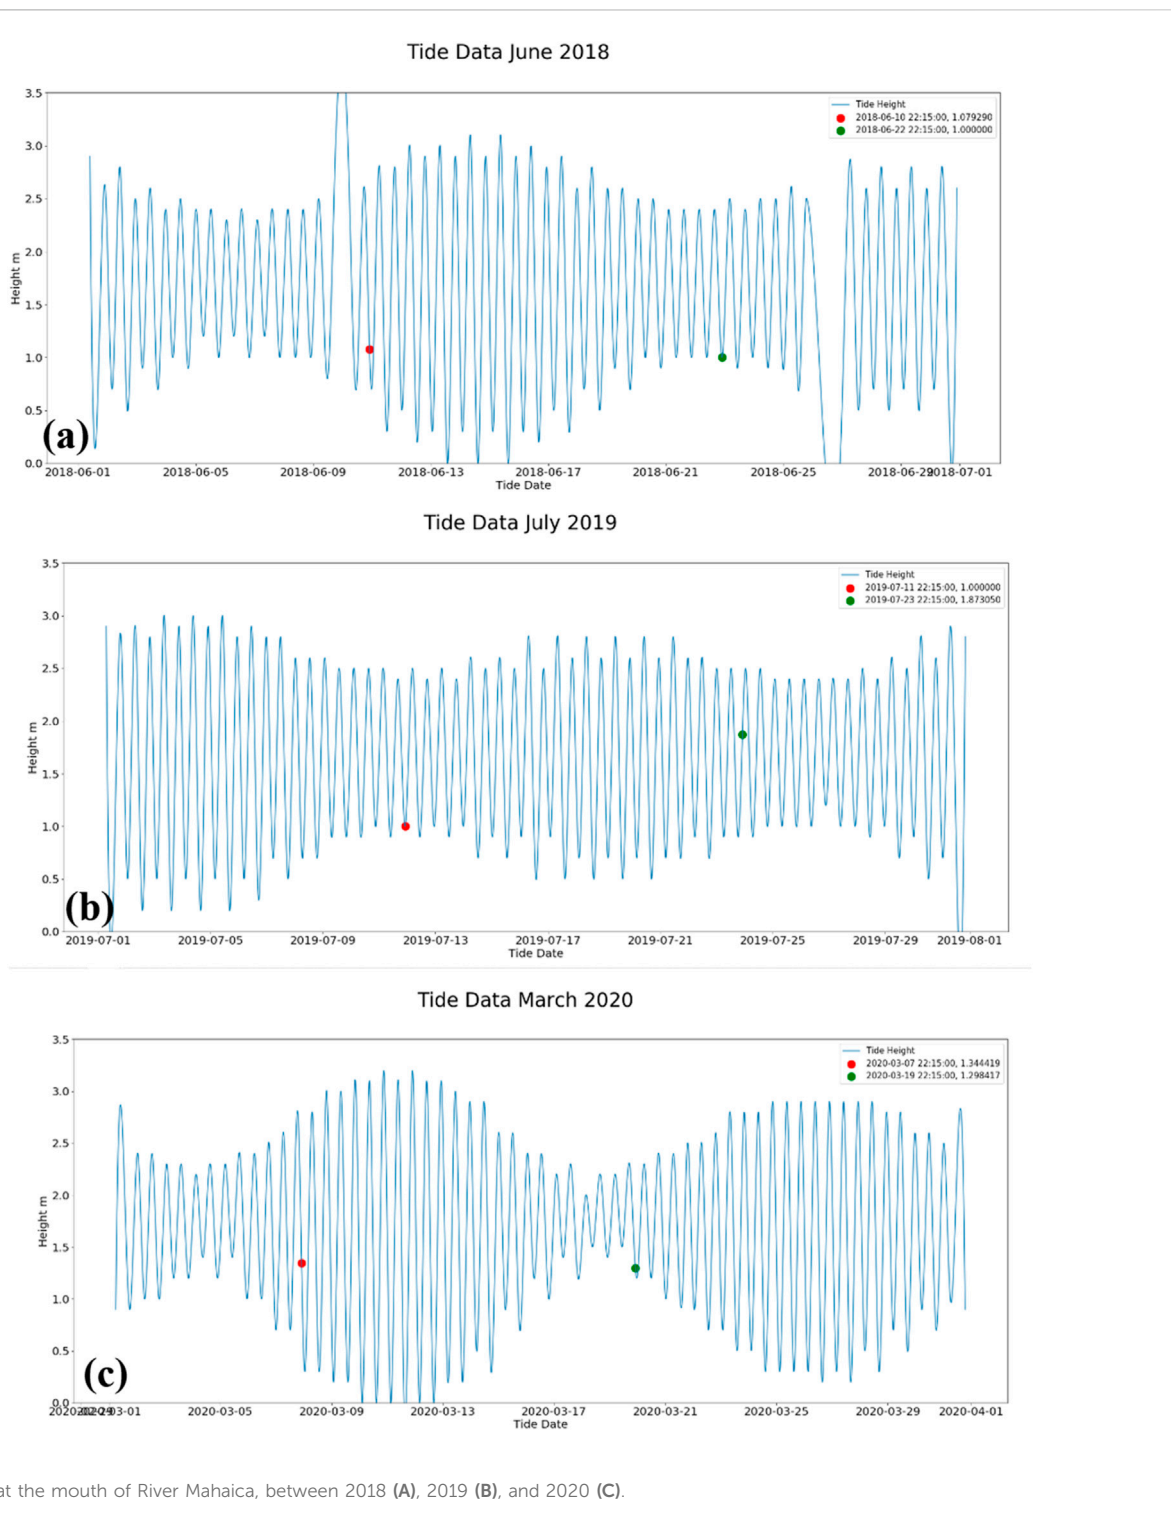 Tide Data June 2018
3.5
3.0
2.5
2.0
1.5
1.0
0.5
0.0
Height m
Tide Height
2018-06-10 22:15:00, 1.079290
2018-06-22 22:15:00, 1.000000
(a)
2018-06-01 2018-06-05 2018-06-09 2018-06-13 2018-06-17 2018-06-21 2018-06-25 2018-06-29 2018-07-01
Tide Date
Tide Data July 2019
3.5
3.0
2.5
2.0
1.5
1.0
0.5
0.0
Height m
Tide Height
2019-07-11 22:15:00, 1.000000
2019-07-23 22:15:00, 1.873050
(b)
2019-07-01 2019-07-05 2019-07-09 2019-07-13 2019-07-17 2019-07-21 2019-07-25 2019-07-29 2019-08-01
Tide Date
Tide Data March 2020
3.5
3.0
2.5
2.0
1.5
1.0
0.5
0.0
Height m
Tide Height
2020-03-07 22:15:00, 1.344419
2020-03-19 22:15:00, 1.298417
(c)
2020-02-29 2020-03-01 2020-03-05 2020-03-09 2020-03-13 2020-03-17 2020-03-21 2020-03-25 2020-03-29 2020-04-01
Tide Date
at the mouth of River Mahaica, between 2018 (A), 2019 (B), and 2020 (C).